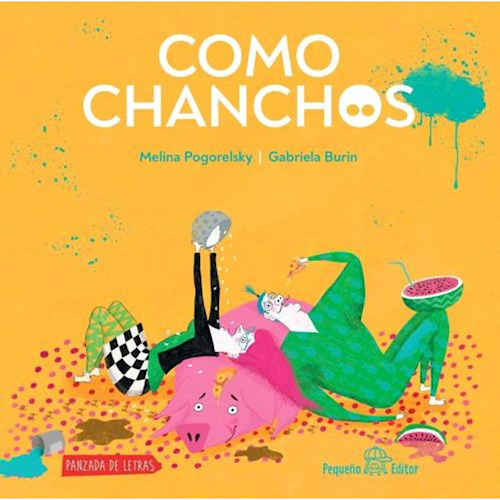 COMO
CHANCHOS
Melina Pogorelsky | Gabriela Burin
PANZADA DE LETRAS
Pequeño Editor